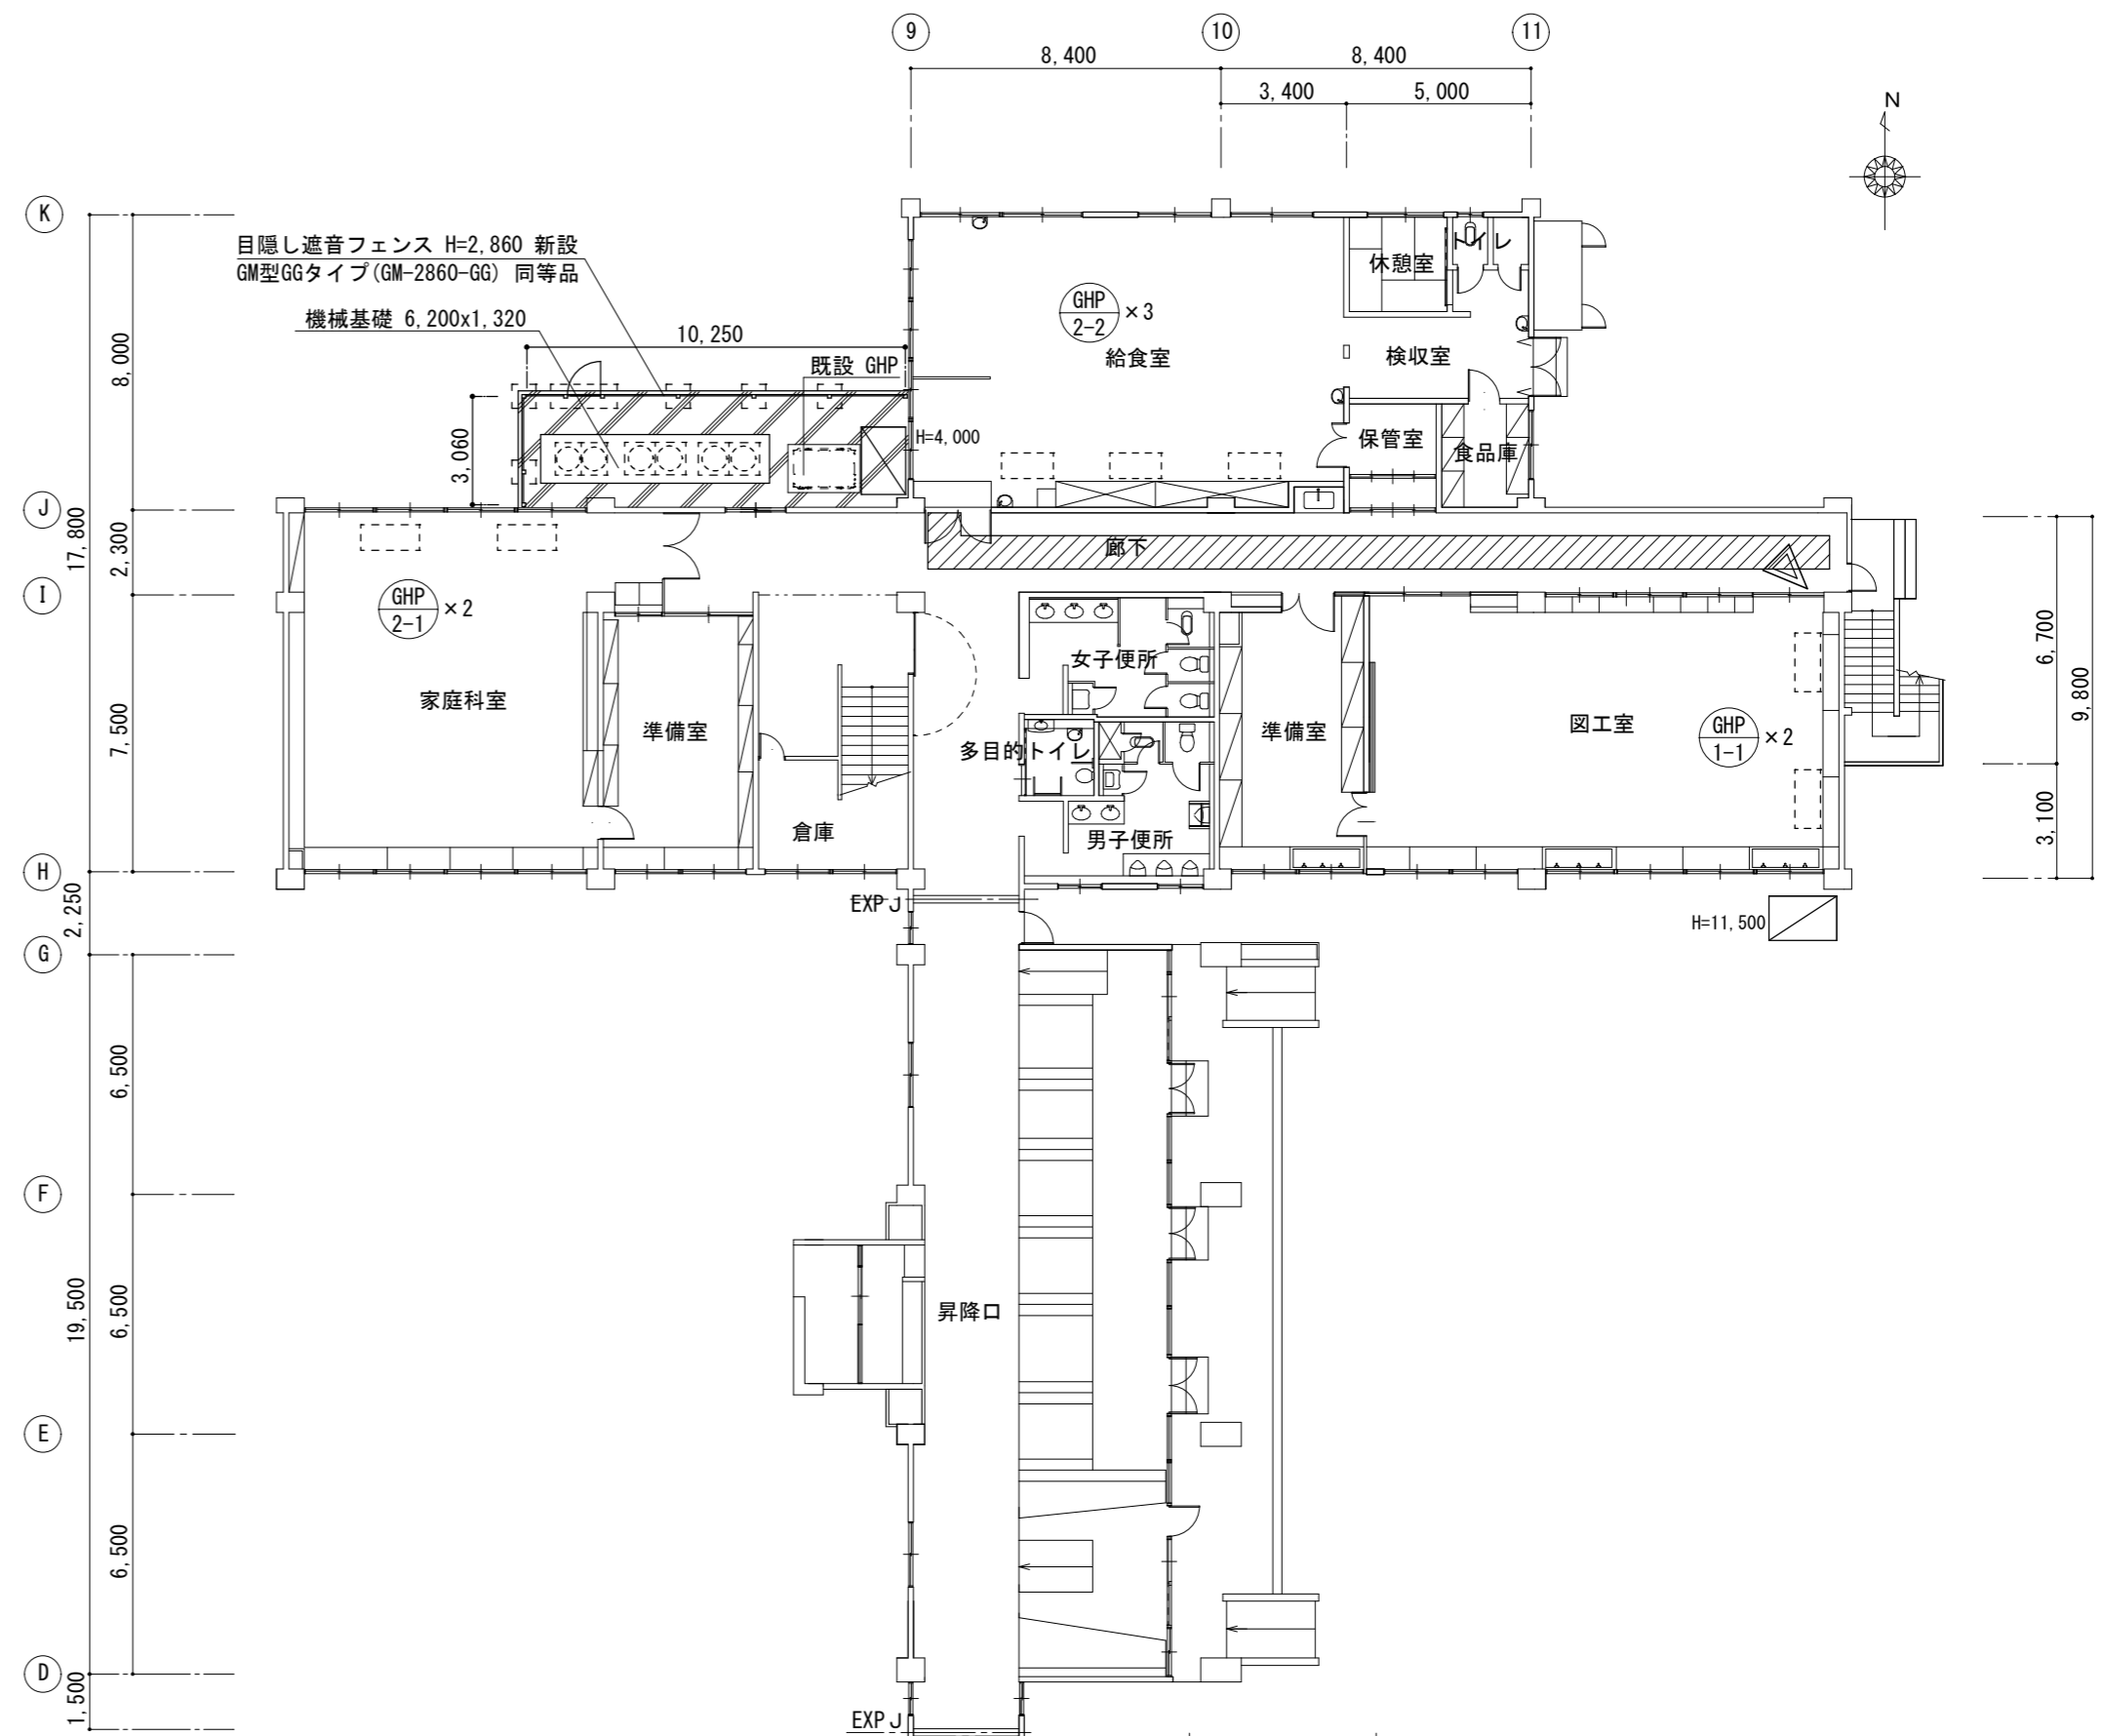 9
10
11
8,400
8,400
3,400
5,000
N
K
目隠し遮音フェンス H=2,860 新設
GM型GGタイプ(GM-2860-GG) 同等品
機械基礎 6,200x1,320
10,250
既設 GHP
H=4,000
3,060
8,000
GHP
2-2
×3
給食室
休憩室
トイレ
検収室
保管室
食品庫
J
17,800
2,300
廊下
I
GHP
2-1
×2
家庭科室
準備室
7,500
倉庫
女子便所
多目的トイレ
男子便所
準備室
図工室
GHP
1-1
×2
6,700
9,800
3,100
H
2,250
EXP J
H=11,500
G
6,500
F
19,500
6,500
昇降口
E
6,500
D
1,500
EXP J